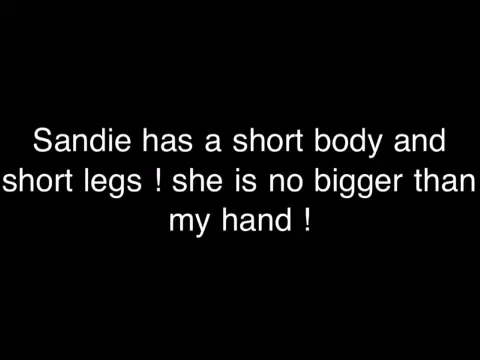 Sandie has a short body and
short legs ! she is no bigger than
my hand !